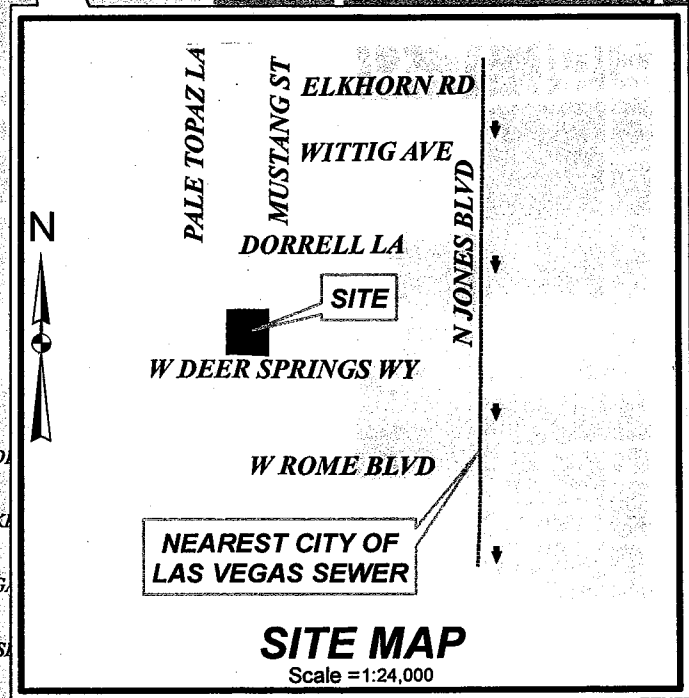 PALE TOPAZ LA
MUSTANG ST
ELKHORN RD
WITTIG AVE
N JONES BLVD
N
DORRELL LA
SITE
W DEER SPRINGS WY
W ROME BLVD
NEAREST CITY OF
LAS VEGAS SEWER
SITE MAP
Scale =1:24,000